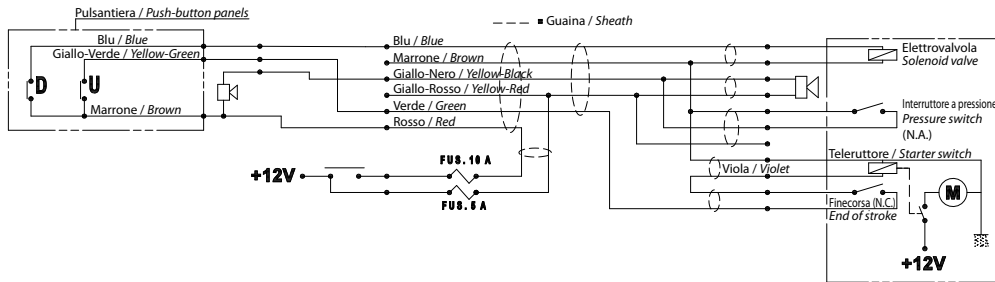 Pulsantiera / Push-button panels
Guaina / Sheath
Blu / Blue
Giallo-Verde / Yellow-Green
D
U
Marrone / Brown
Blu / Blue
Marrone / Brown
Giallo-Nero / Yellow-Black
Giallo-Rosso / Yellow-Red
Verde / Green
Rosso / Red
FUS. 10 A
+12V
FUS. 5 A
Elettrovalvola
Solenoid valve
Interruttore a pressione
Pressure switch
(N.A.)
Teleruttore / Starter switch
Viola / Violet
M
Finecorsa (N.C.)
End of stroke
+12V